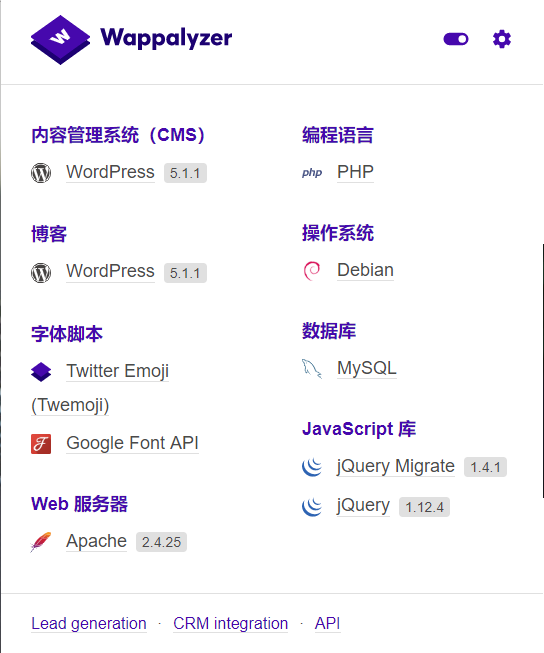 W Wappalyzer
内容管理系统（CMS）
WordPress 5.1.1
博客
WordPress 5.1.1
字体脚本
Twitter Emoji
(Twemoji)
Google Font API
Web 服务器
Apache 2.4.25
编程语言
php PHP
操作系统
Debian
数据库
MySQL
JavaScript 库
jQuery Migrate 1.4.1
jQuery 1.12.4
Lead generation · CRM integration · API